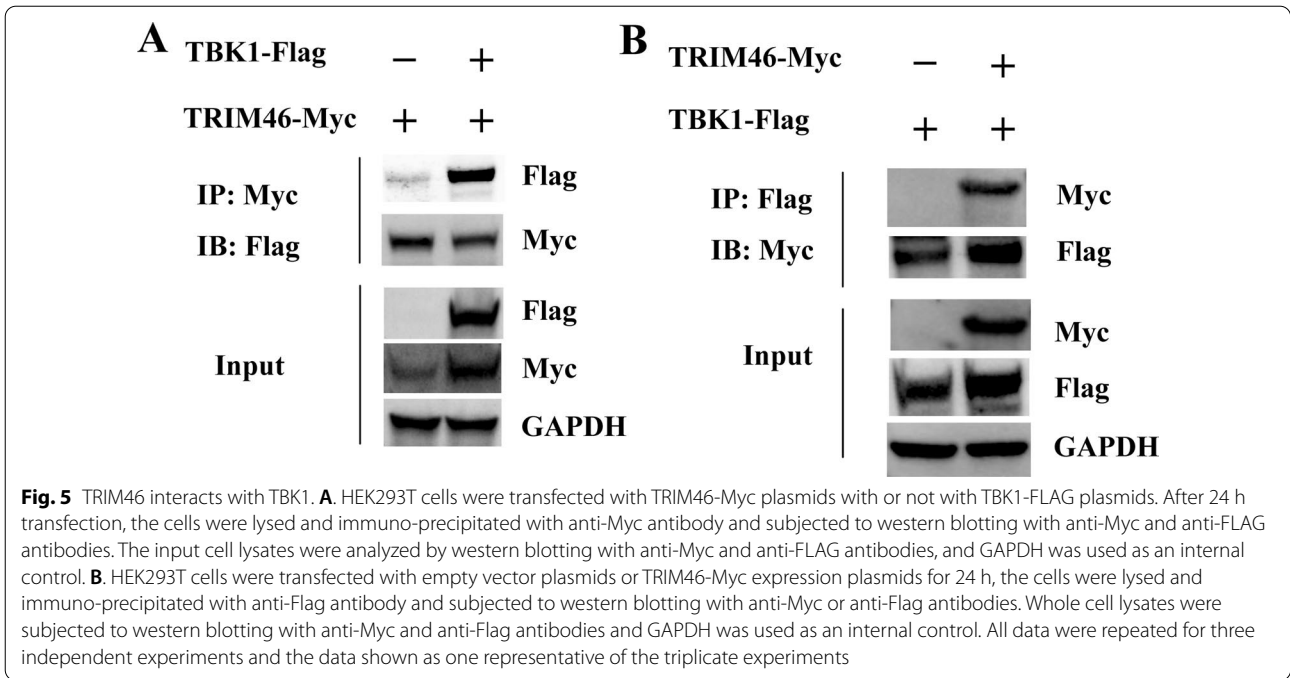 A
TBK1-Flag − +
TRIM46-Myc + +
IP: Myc
IB: Flag
Flag
Myc
Input
Flag
Myc
GAPDH
B
TRIM46-Myc − +
TBK1-Flag + +
IP: Flag
IB: Myc
Myc
Flag
Input
Myc
Flag
GAPDH
Fig. 5 TRIM46 interacts with TBK1. A. HEK293T cells were transfected with TRIM46-Myc plasmids with or not with TBK1-FLAG plasmids. After 24 h
transfection, the cells were lysed and immuno-precipitated with anti-Myc antibody and subjected to western blotting with anti-Myc and anti-FLAG
antibodies. The input cell lysates were analyzed by western blotting with anti-Myc and anti-FLAG antibodies, and GAPDH was used as an internal
control. B. HEK293T cells were transfected with empty vector plasmids or TRIM46-Myc expression plasmids for 24 h, the cells were lysed and
immuno-precipitated with anti-Flag antibody and subjected to western blotting with anti-Myc or anti-Flag antibodies. Whole cell lysates were
subjected to western blotting with anti-Myc and anti-Flag antibodies and GAPDH was used as an internal control. All data were repeated for three
independent experiments and the data shown as one representative of the triplicate experiments